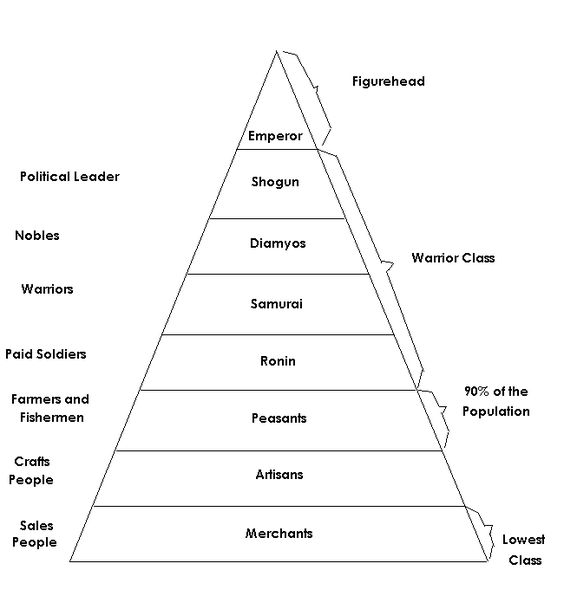 Figurehead
Emperor
Political Leader
Shogun
Nobles
Diamyos
Warrior Class
Warriors
Samurai
Paid Soldiers
Ronin
Farmers and
Fishermen
Peasants
90% of the
Population
Crafts
People
Artisans
Sales
People
Merchants
Lowest
Class